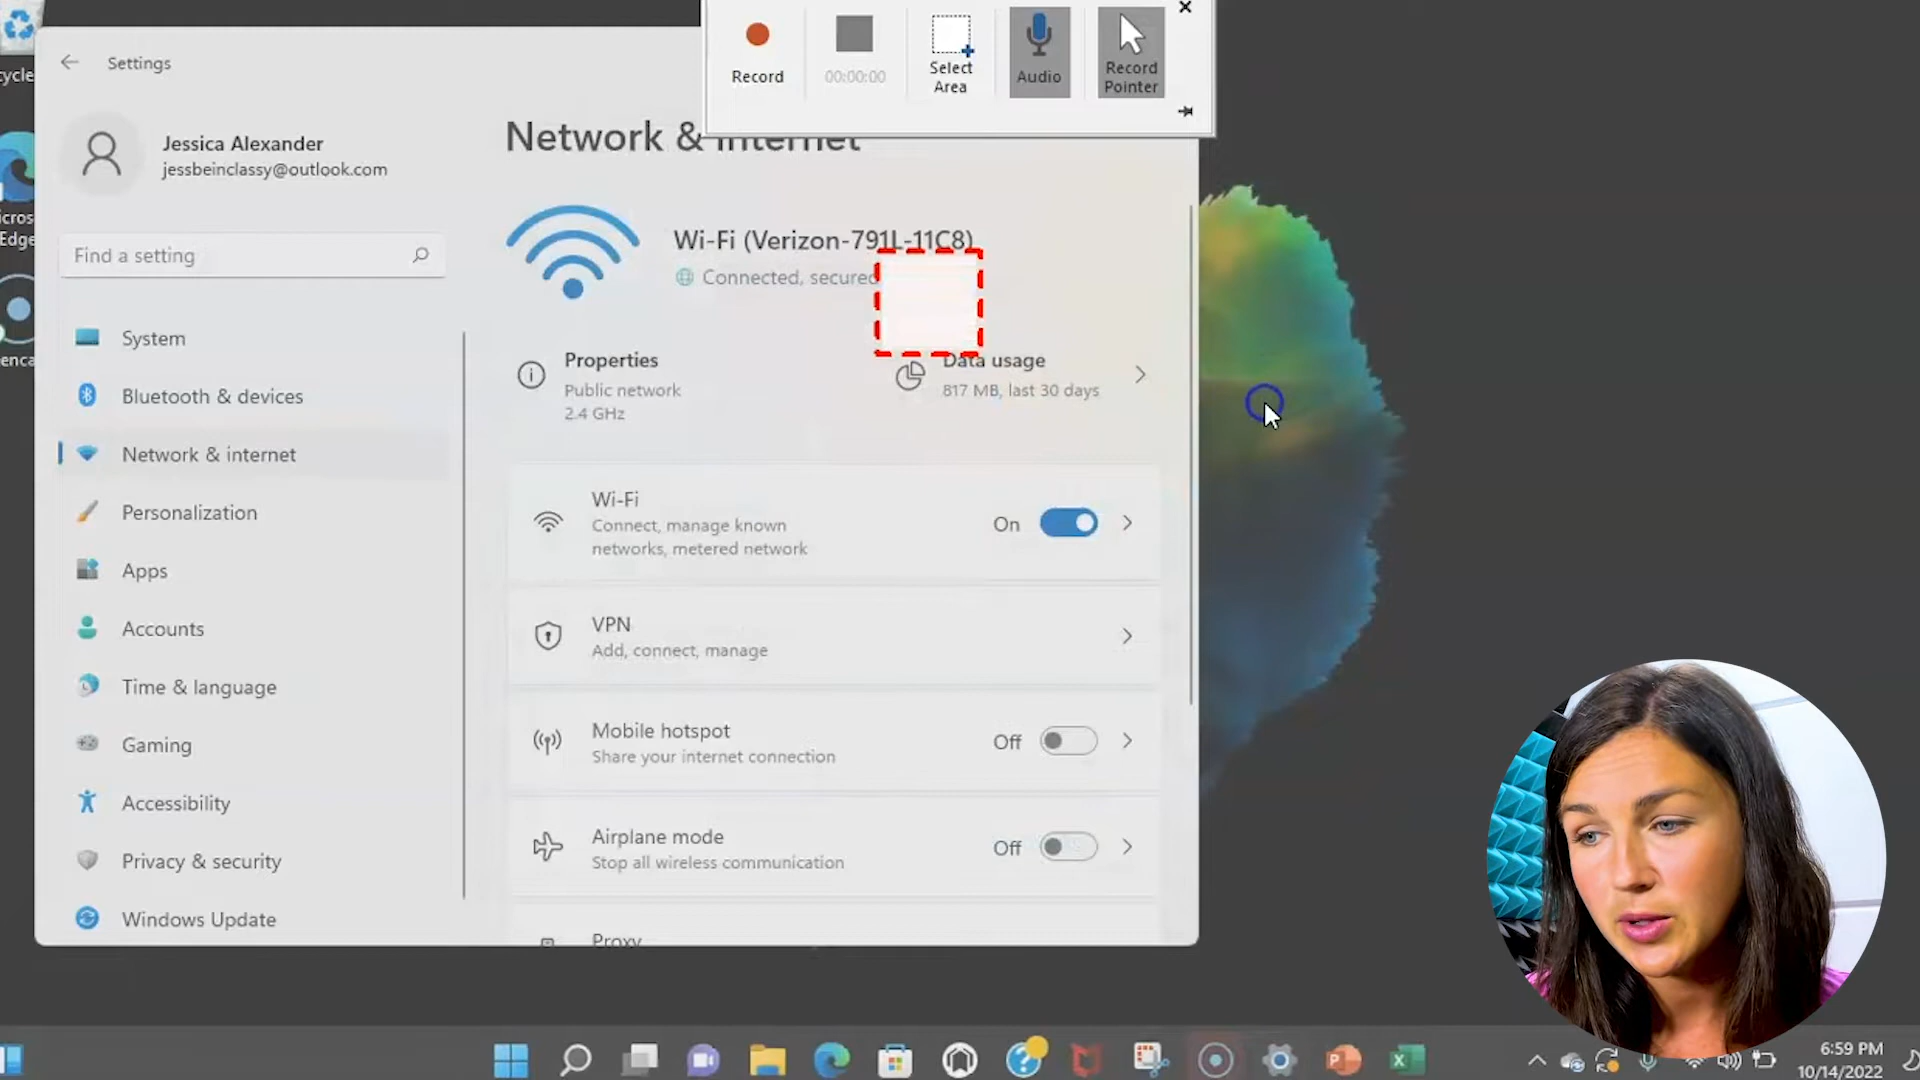 Record
00:00:00
Select
Area
Audio
Record
Pointer
Settings
Jessica Alexander
jessbeinclassy@outlook.com
Find a setting
System
Bluetooth & devices
Network & internet
Personalization
Apps
Accounts
Time & language
Gaming
Accessibility
Privacy & security
Windows Update
Network & internet
Wi-Fi (Verizon-791L-11C8)
Connected, secured
Properties
Public network
2.4 GHz
Data usage
817 MB, last 30 days
Wi-Fi
Connect, manage known
networks, metered network
On
VPN
Add, connect, manage
Mobile hotspot
Share your internet connection
Off
Airplane mode
Stop all wireless communication
Off
Proxy
ycle
icros
Edge
enca
6:59 PM
10/14/2022